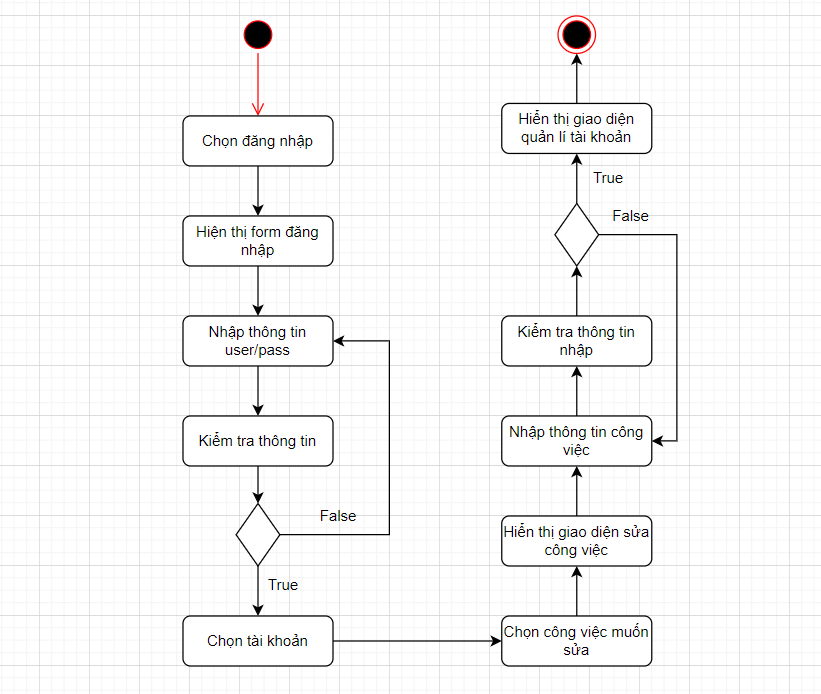 Chọn đăng nhập
Hiện thị form đăng
nhập
Nhập thông tin
user/pass
Kiểm tra thông tin
False
True
Chọn tài khoản
Chọn công việc muốn
sửa
Hiển thị giao diện sửa
công việc
Nhập thông tin công
việc
Kiểm tra thông tin
nhập
False
True
Hiển thị giao diện
quản lí tài khoản